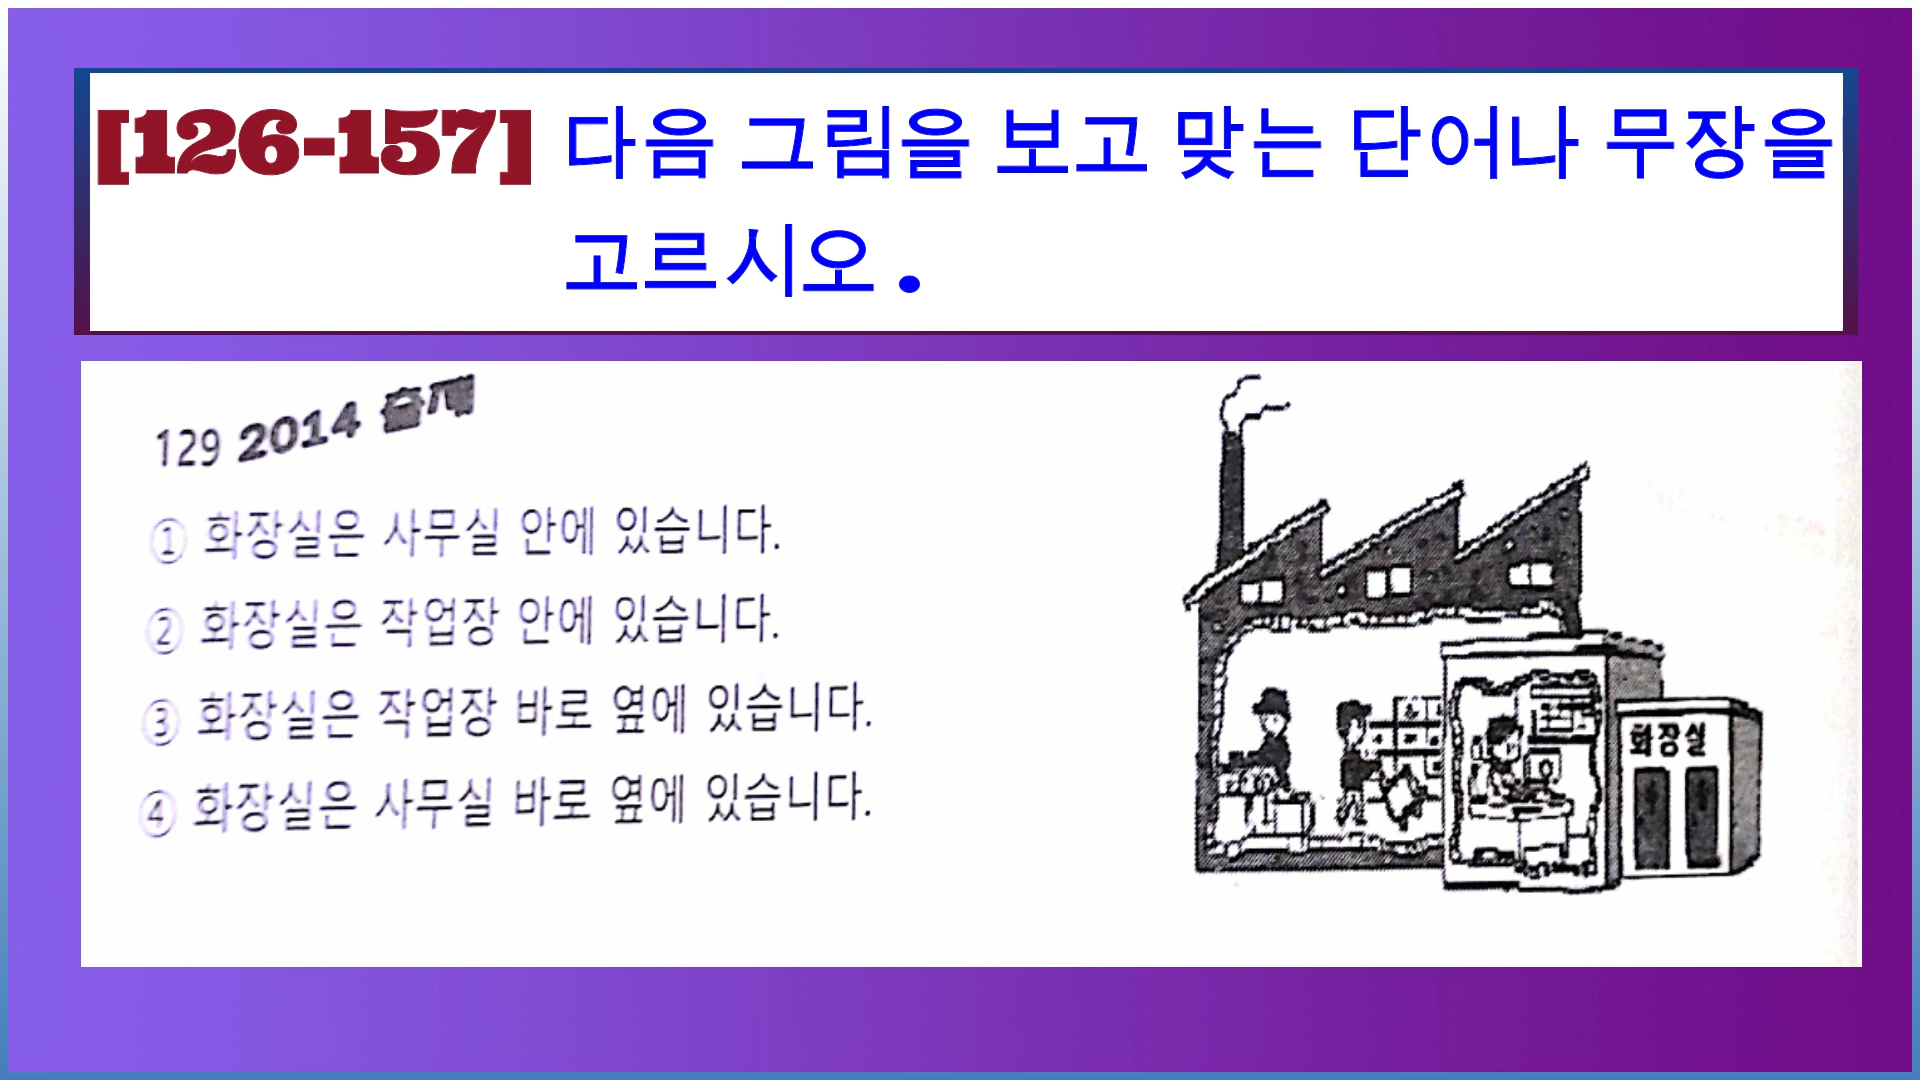 [126-157] 다음 그림을 보고 맞는 단어나 무장을
고르시오.
129 2014 출제
① 화장실은 사무실 안에 있습니다.
② 화장실은 작업장 안에 있습니다.
③ 화장실은 작업장 바로 옆에 있습니다.
④ 화장실은 사무실 바로 옆에 있습니다.
화장실